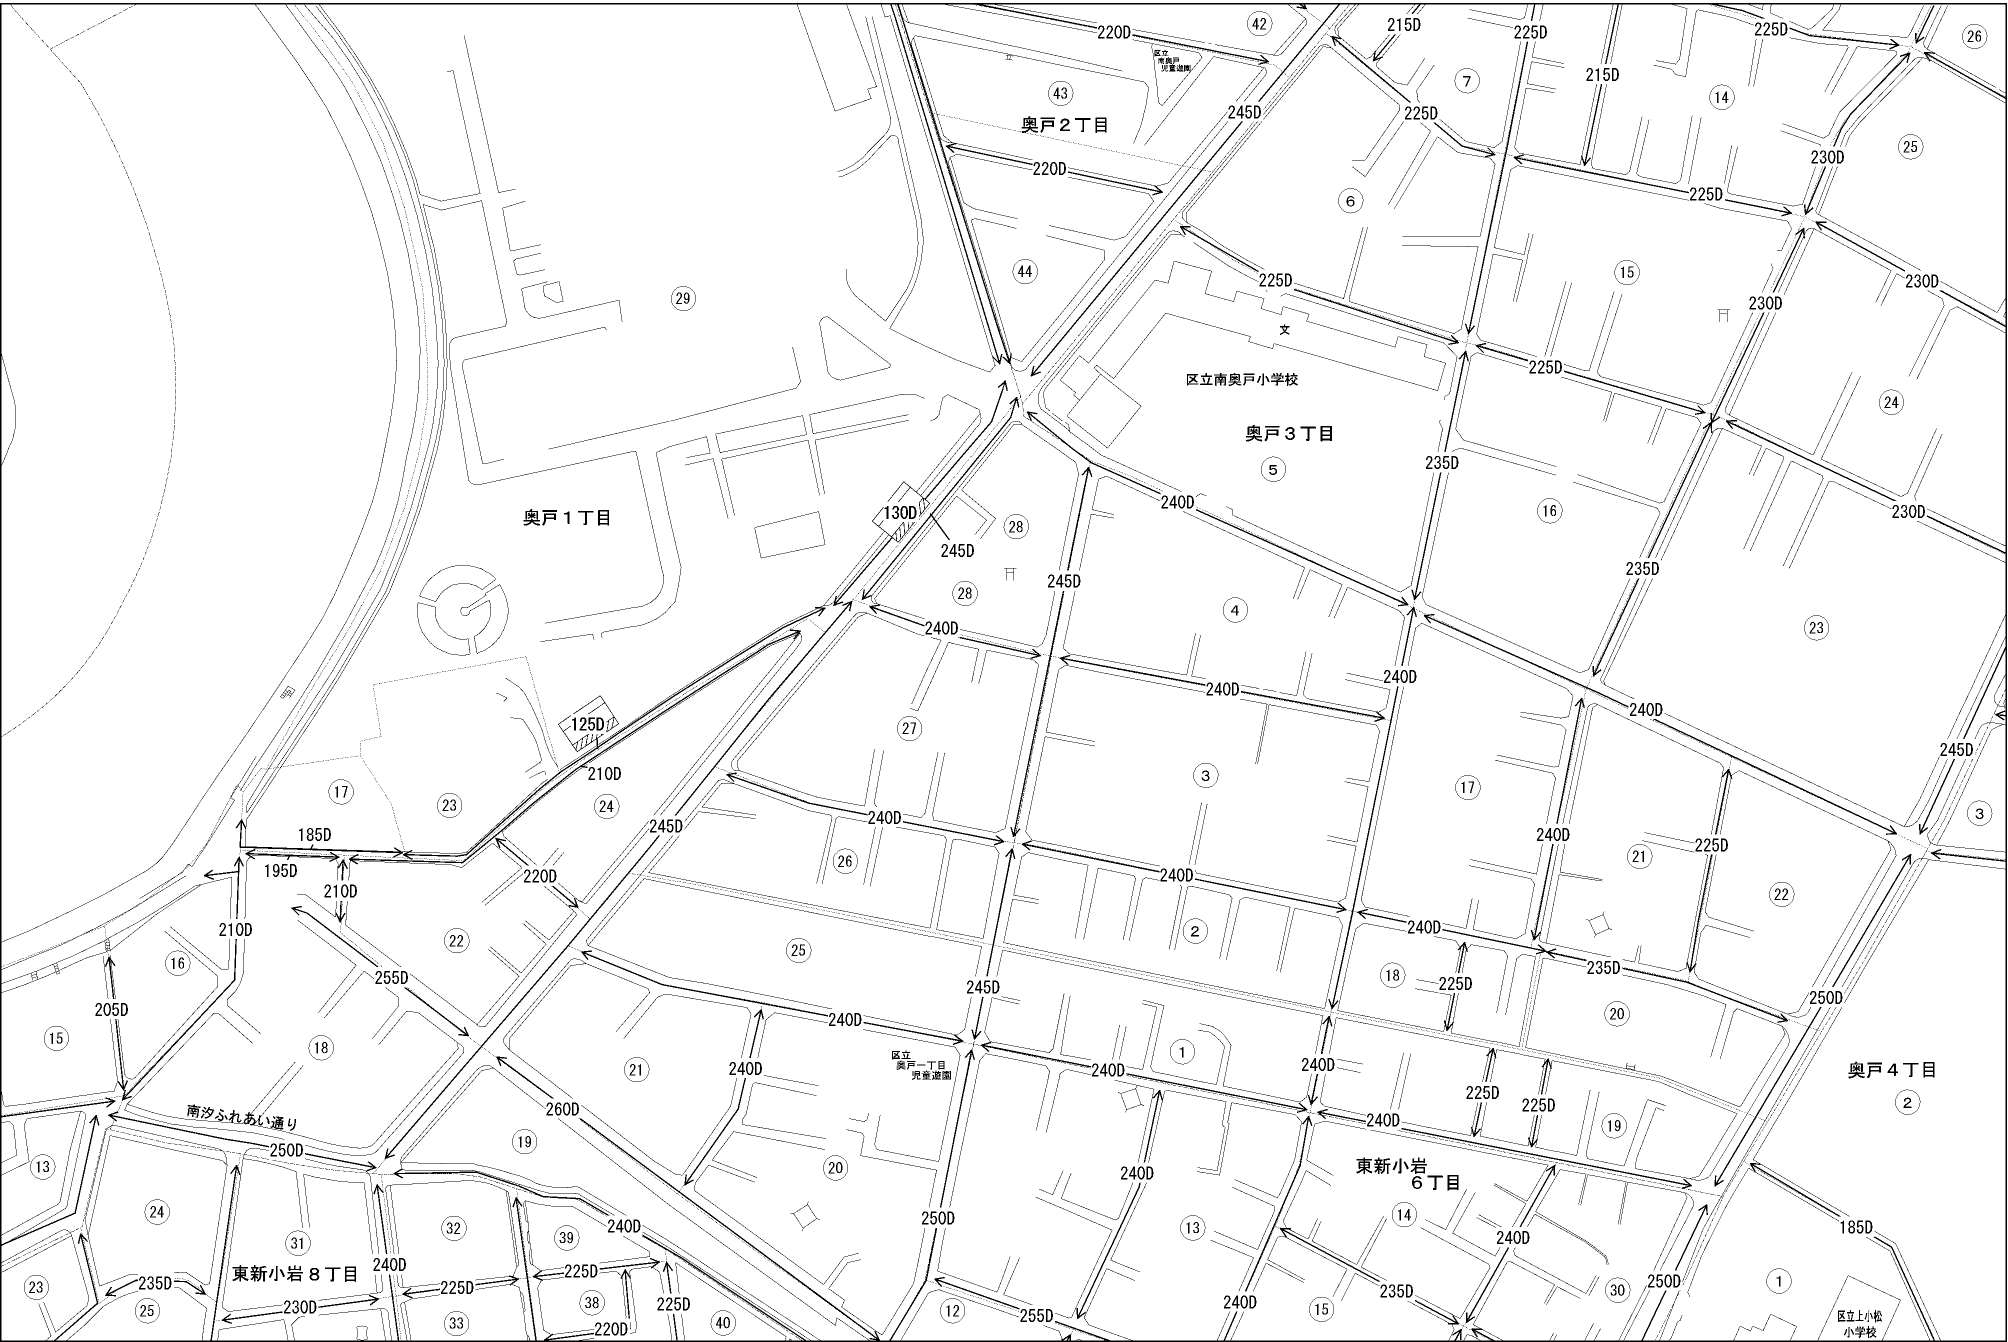 220D
42
215D
225D
225D
26
区立
南奥戸
児童遊園
43
奥戸2丁目
245D
7
215D
14
225D
25
230D
220D
6
225D
44
29
225D
15
230D
230D
文
区立南奥戸小学校
225D
24
奥戸3丁目
235D
5
240D
16
230D
奥戸1丁目
130D
245D
28
28
245D
235D
4
23
240D
240D
240D
240D
125D
210D
27
245D
3
17
17
23
24
3
185D
195D
245D
240D
26
240D
21
225D
210D
220D
240D
22
210D
22
2
240D
16
255D
25
18
235D
225D
245D
250D
205D
20
15
18
240D
1
区立
奥戸一丁目
児童遊園
21
240D
240D
240D
奥戸4丁目
225D
225D
2
260D
南汐ふれあい通り
19
240D
19
250D
13
20
240D
東新小岩
6丁目
24
32
39
240D
250D
13
14
185D
31
240D
240D
東新小岩8丁目
235D
225D
225D
23
25
230D
38
225D
255D
12
240D
235D
15
30
250D
1
33
220D
40
区立上小松
小学校